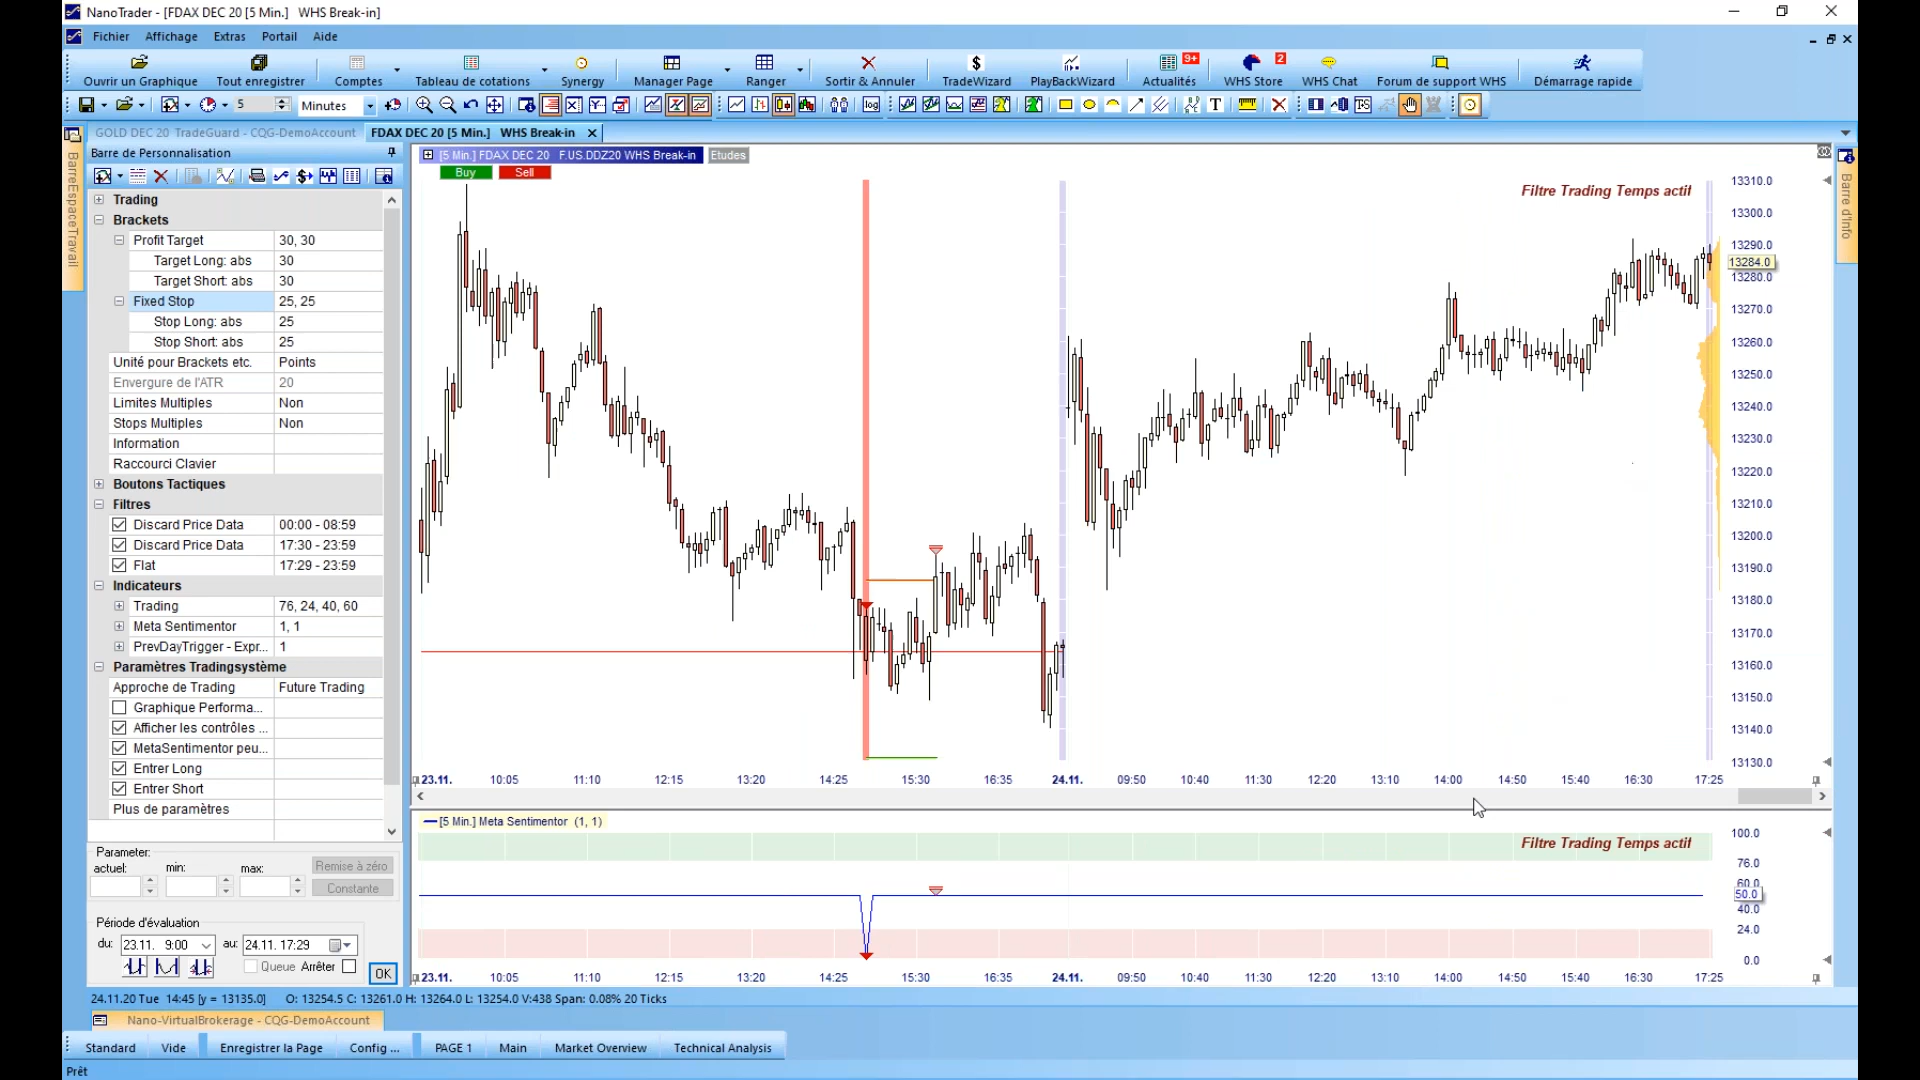 NanoTrader - [FDAX DEC 20 [5 Min.] WHS Break-in]
Fichier Affichage Extras Portail Aide
Ouvrir un Graphique Tout enregistrer Comptes Tableau de cotations Synergy Manager Page Ranger Sortir & Annuler TradeWizard PlayBackWizard 9+ Actualités 2 WHS Store WHS Chat Forum de support WHS Démarrage rapide
5 Minutes
GOLD DEC 20 TradeGuard - CQG-DemoAccount FDAX DEC 20 [5 Min.] WHS Break-in
BarreEspaceTravail
Barre de Personnalisation
Trading
Brackets
Profit Target 30, 30
Target Long: abs 30
Target Short: abs 30
Fixed Stop 25, 25
Stop Long: abs 25
Stop Short: abs 25
Unité pour Brackets etc. Points
Envergure de l'ATR 20
Limites Multiples Non
Stops Multiples Non
Information
Raccourci Clavier
Boutons Tactiques
Filtres
Discard Price Data 00:00 - 08:59
Discard Price Data 17:30 - 23:59
Flat 17:29 - 23:59
Indicateurs
Trading 76, 24, 40, 60
Meta Sentimentor 1, 1
PrevDayTrigger - Expr... 1
Paramètres Tradingsystème
Approche de Trading Future Trading
Graphique Performa...
Afficher les contrôles ...
MetaSentimentor peu...
Entrer Long
Entrer Short
Plus de paramètres
Parameter:
actuel: min: max: Remise à zéro
Constante
Période d'évaluation
du: 23.11. 9:00 au: 24.11. 17:29
Queue Arrêter OK
[5 Min.] FDAX DEC 20 F.US.DDZ20 WHS Break-in Etudes
Buy Sell
Filtre Trading Temps actif
13310.0
13300.0
13290.0
13284.0
13280.0
13270.0
13260.0
13250.0
13240.0
13230.0
13220.0
13210.0
13200.0
13190.0
13180.0
13170.0
13160.0
13150.0
13140.0
13130.0
23.11. 10:05 11:10 12:15 13:20 14:25 15:30 16:35 24.11. 09:50 10:40 11:30 12:20 13:10 14:00 14:50 15:40 16:30 17:25
[5 Min.] Meta Sentimentor (1, 1)
Filtre Trading Temps actif
100.0
76.0
60.0
50.0
40.0
24.0
0.0
23.11. 10:05 11:10 12:15 13:20 14:25 15:30 16:35 24.11. 09:50 10:40 11:30 12:20 13:10 14:00 14:50 15:40 16:30 17:25
Barre d'Info
24.11.20 Tue 14:45 [y = 13135.0] O: 13254.5 C: 13261.0 H: 13264.0 L: 13254.0 V:438 Span: 0.08% 20 Ticks
Nano-VirtualBrokerage - CQG-DemoAccount
Standard Vide Enregistrer la Page Config ... PAGE 1 Main Market Overview Technical Analysis
Prêt